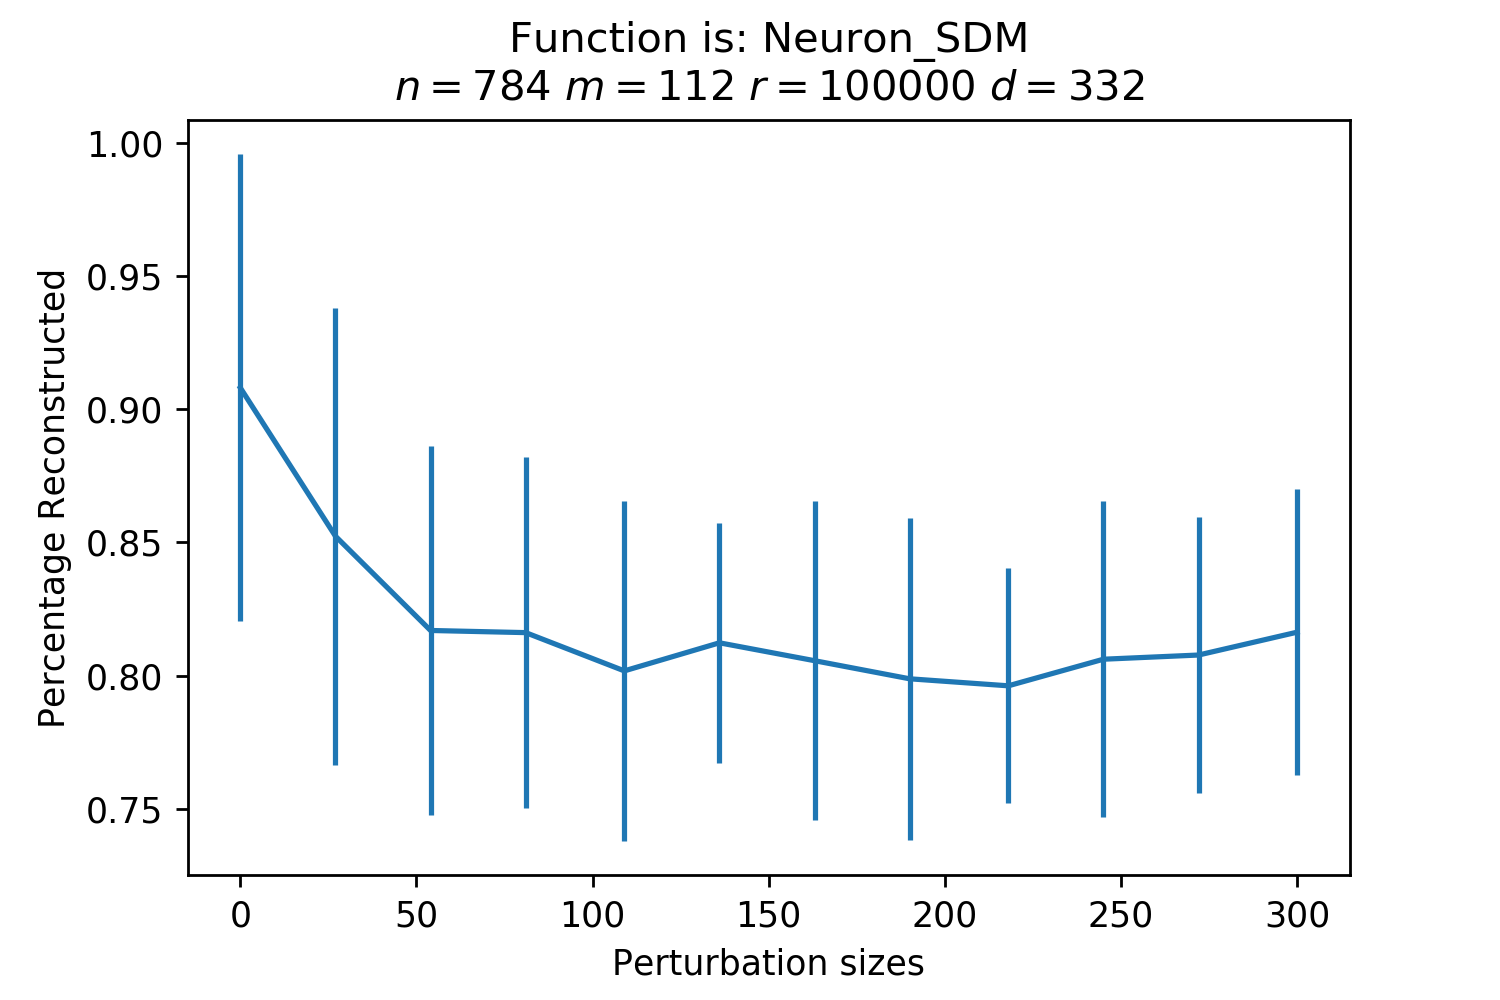 Function is: Neuron_SDM
n = 784 m = 112 r = 100000 d = 332
1.00
0.95
0.90
0.85
0.80
0.75
Percentage Reconstructed
0 50 100 150 200 250 300
Perturbation sizes